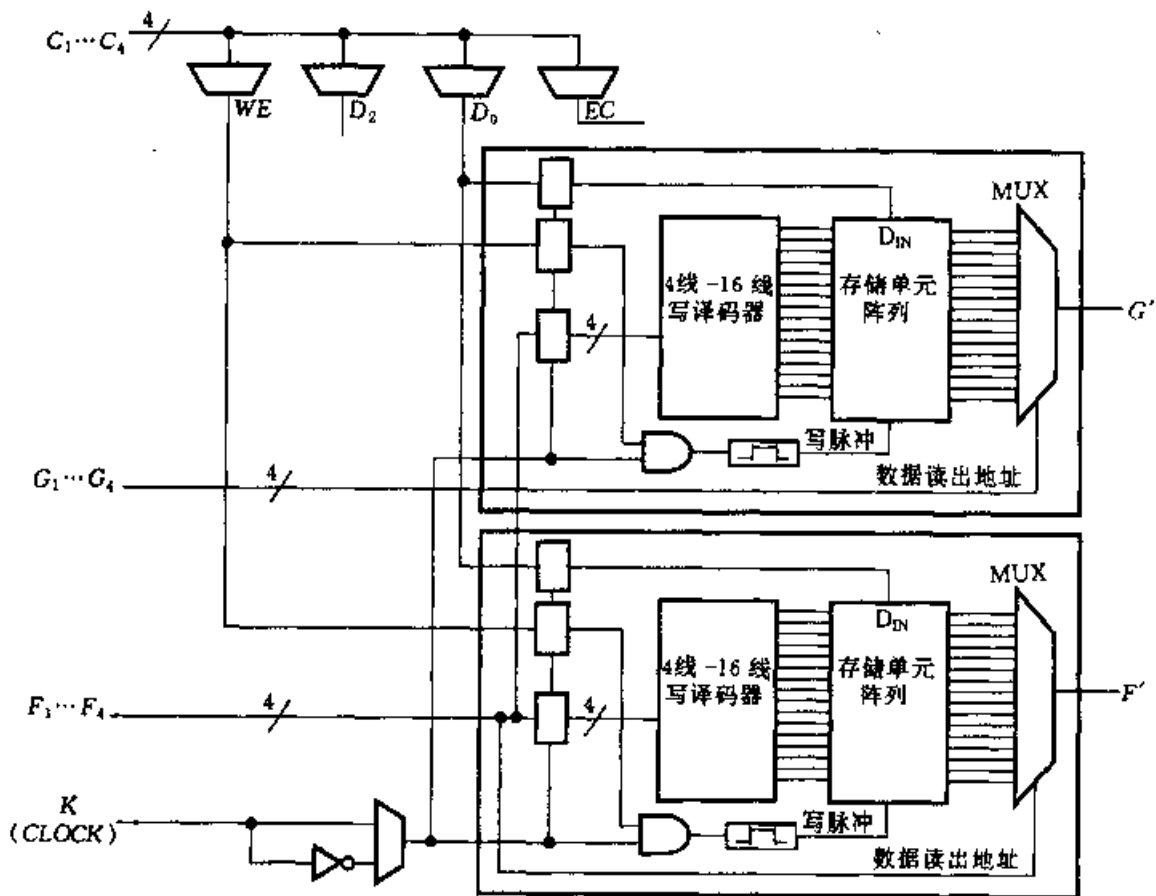 C₁…C₄
4
WE
D₂
D₀
EC
MUX
D_IN
4线-16线
写译码器
存储单元
阵列
G′
4
写脉冲
G₁…G₄
4
数据读出地址
MUX
D_IN
4线-16线
写译码器
存储单元
阵列
F₁…F₄
4
4
F′
K
(CLOCK)
写脉冲
数据读出地址